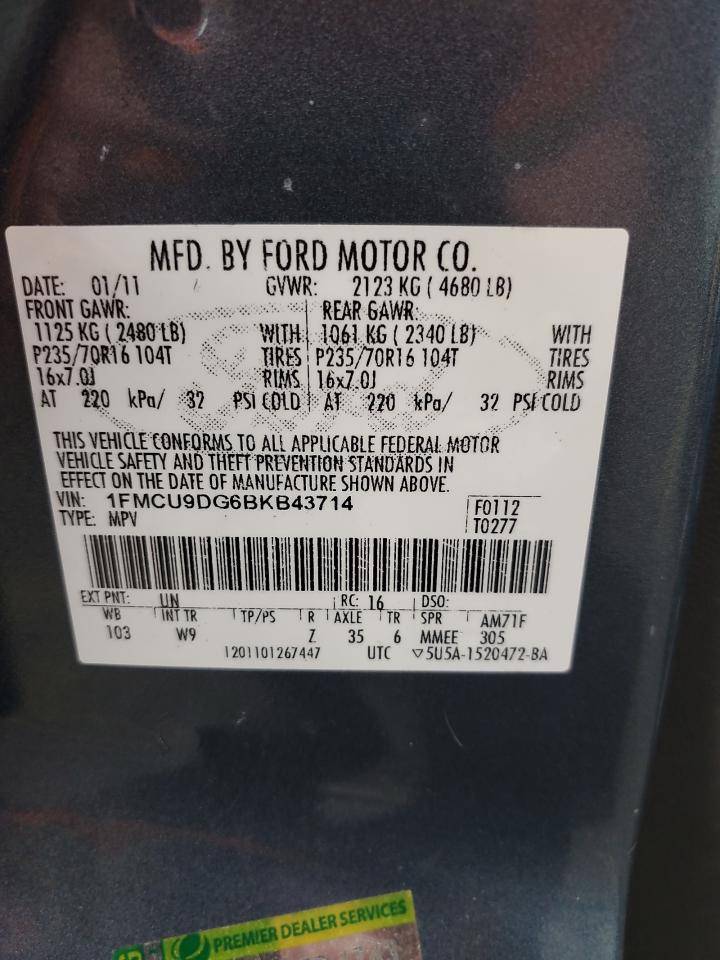 MFD. BY FORD MOTOR CO.
DATE: 01/11 GVWR: 2123 KG ( 4680 LB)
FRONT GAWR: REAR GAWR:
1125 KG ( 2480 LB) WITH 1061 KG ( 2340 LB) WITH
P235/70R16 104T TIRES P235/70R16 104T TIRES
16x7.0J RIMS 16x7.0J RIMS
AT 220 kPa/ 32 PSI COLD AT 220 kPa/ 32 PSI COLD
THIS VEHICLE CONFORMS TO ALL APPLICABLE FEDERAL MOTOR
VEHICLE SAFETY AND THEFT PREVENTION STANDARDS IN
EFFECT ON THE DATE OF MANUFACTURE SHOWN ABOVE.
VIN: 1FMCU9DG6BKB43714 F0112
TYPE: MPV T0277
EXT PNT: UN RC: 16 DSO:
WB INT TR TP/PS R AXLE TR SPR AM71F
103 W9 Z 35 6 MMEE 305
1201101267447 UTC ▽5U5A-1520472-BA
PREMIER DEALER SERVICES